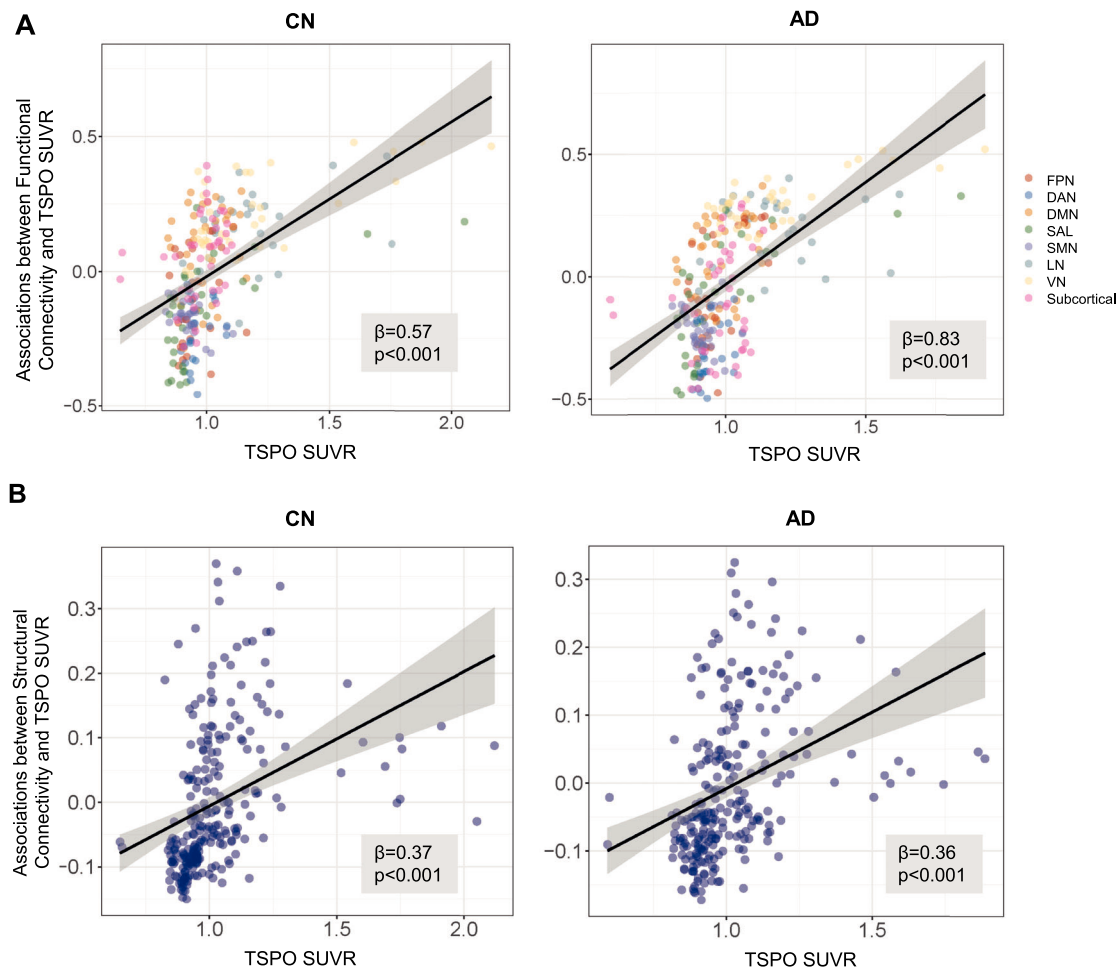 A
CN
AD
Associations between Functional
Connectivity and TSPO SUVR
0.5
0.0
−0.5
1.0
1.5
2.0
TSPO SUVR
β=0.57
p<0.001
0.5
0.0
−0.5
1.0
1.5
TSPO SUVR
β=0.83
p<0.001
FPN
DAN
DMN
SAL
SMN
LN
VN
Subcortical
B
CN
AD
Associations between Structural
Connectivity and TSPO SUVR
0.3
0.2
0.1
0.0
−0.1
1.0
1.5
2.0
TSPO SUVR
β=0.37
p<0.001
0.3
0.2
0.1
0.0
−0.1
1.0
1.5
TSPO SUVR
β=0.36
p<0.001